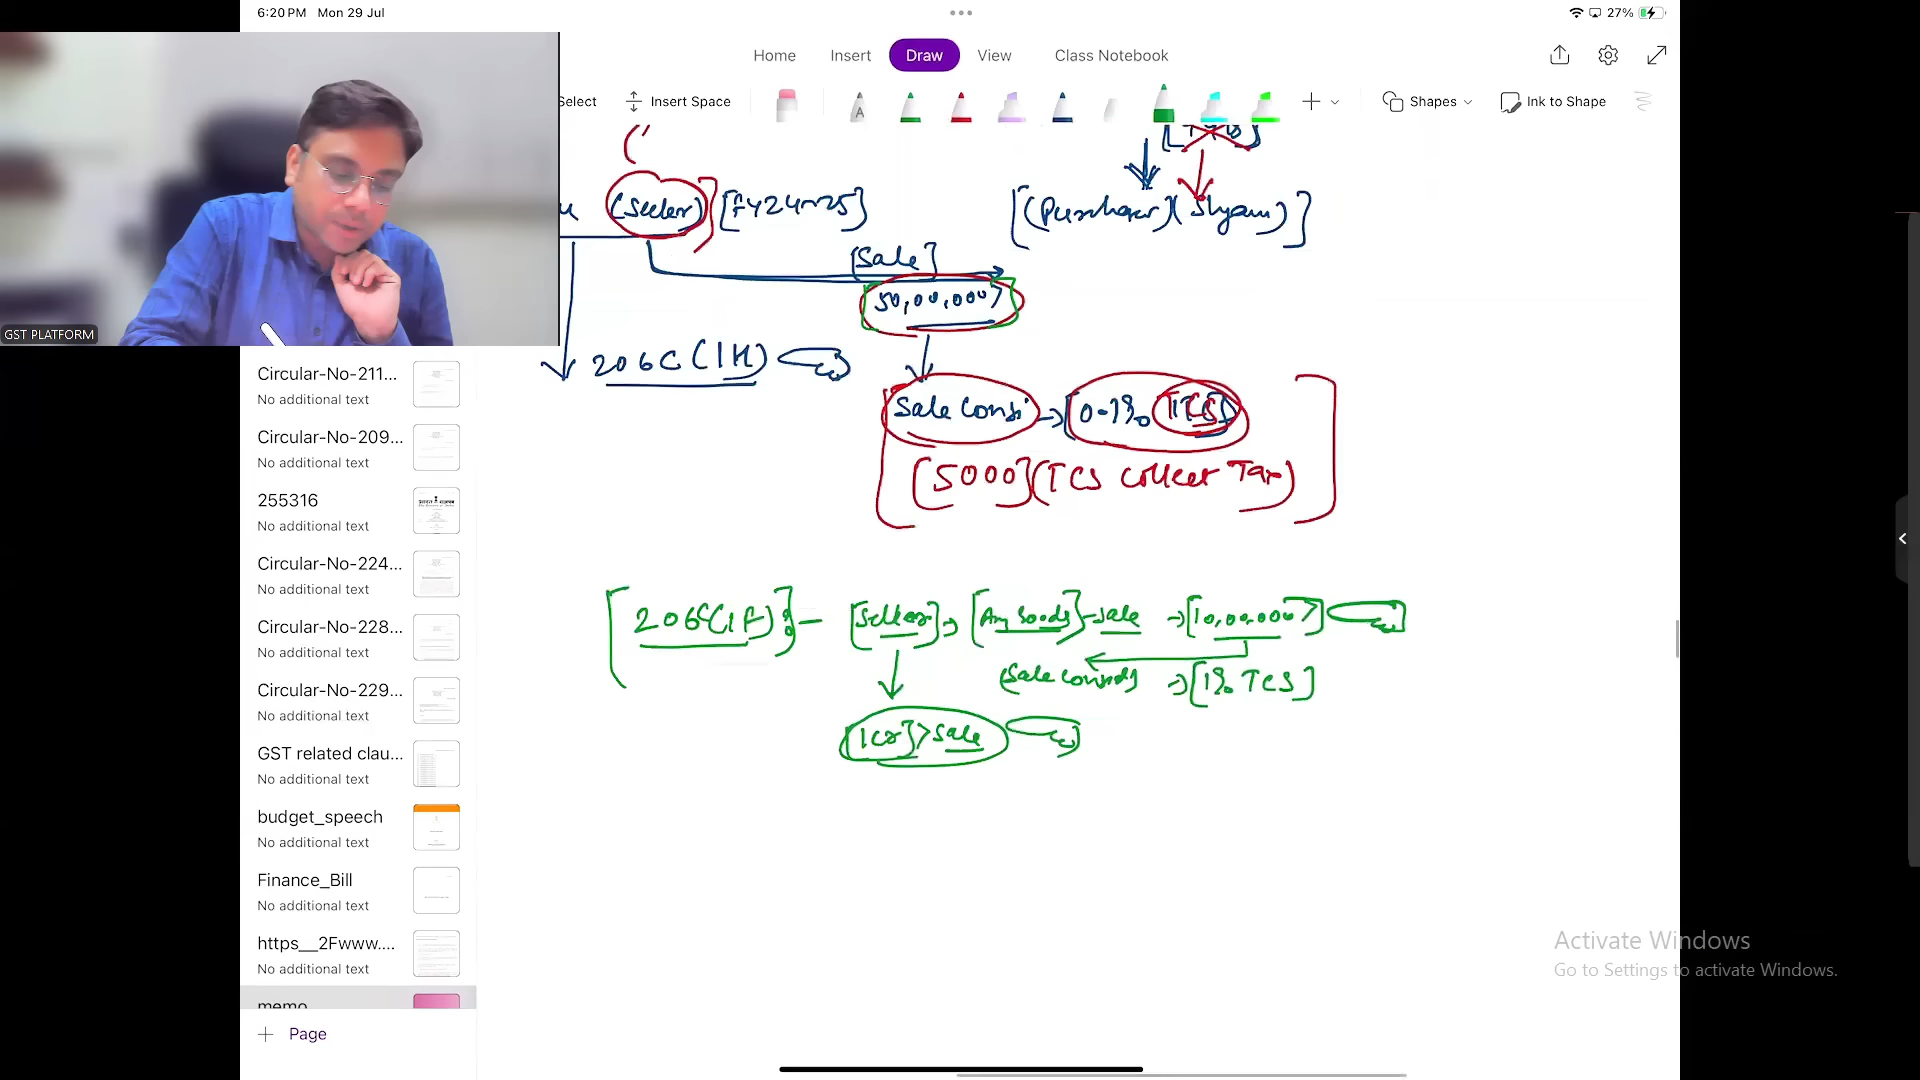 6:20 PM Mon 29 Jul
27%
Home Insert Draw View Class Notebook
Select Insert Space
A
Shapes Ink to Shape
(Seller) [FY24-25]
[(Purchaser)(Shyam)]
[Sale]
50,00,000>
206C (1H)
Sale Consi → [0.1% TCS]
[5000] (TCS Collect Tax)
[206C(1F)]:- [Seller] → [Any Goods] - Sale → [10,00,000>]
(Sale Consid) → [1% TCS]
[1Cr] > Sale
GST PLATFORM
Circular-No-211...
No additional text
Circular-No-209...
No additional text
255316
No additional text
Circular-No-224...
No additional text
Circular-No-228...
No additional text
Circular-No-229...
No additional text
GST related clau...
No additional text
budget_speech
No additional text
Finance_Bill
No additional text
https__2Fwww....
No additional text
memo
Page
Activate Windows
Go to Settings to activate Windows.